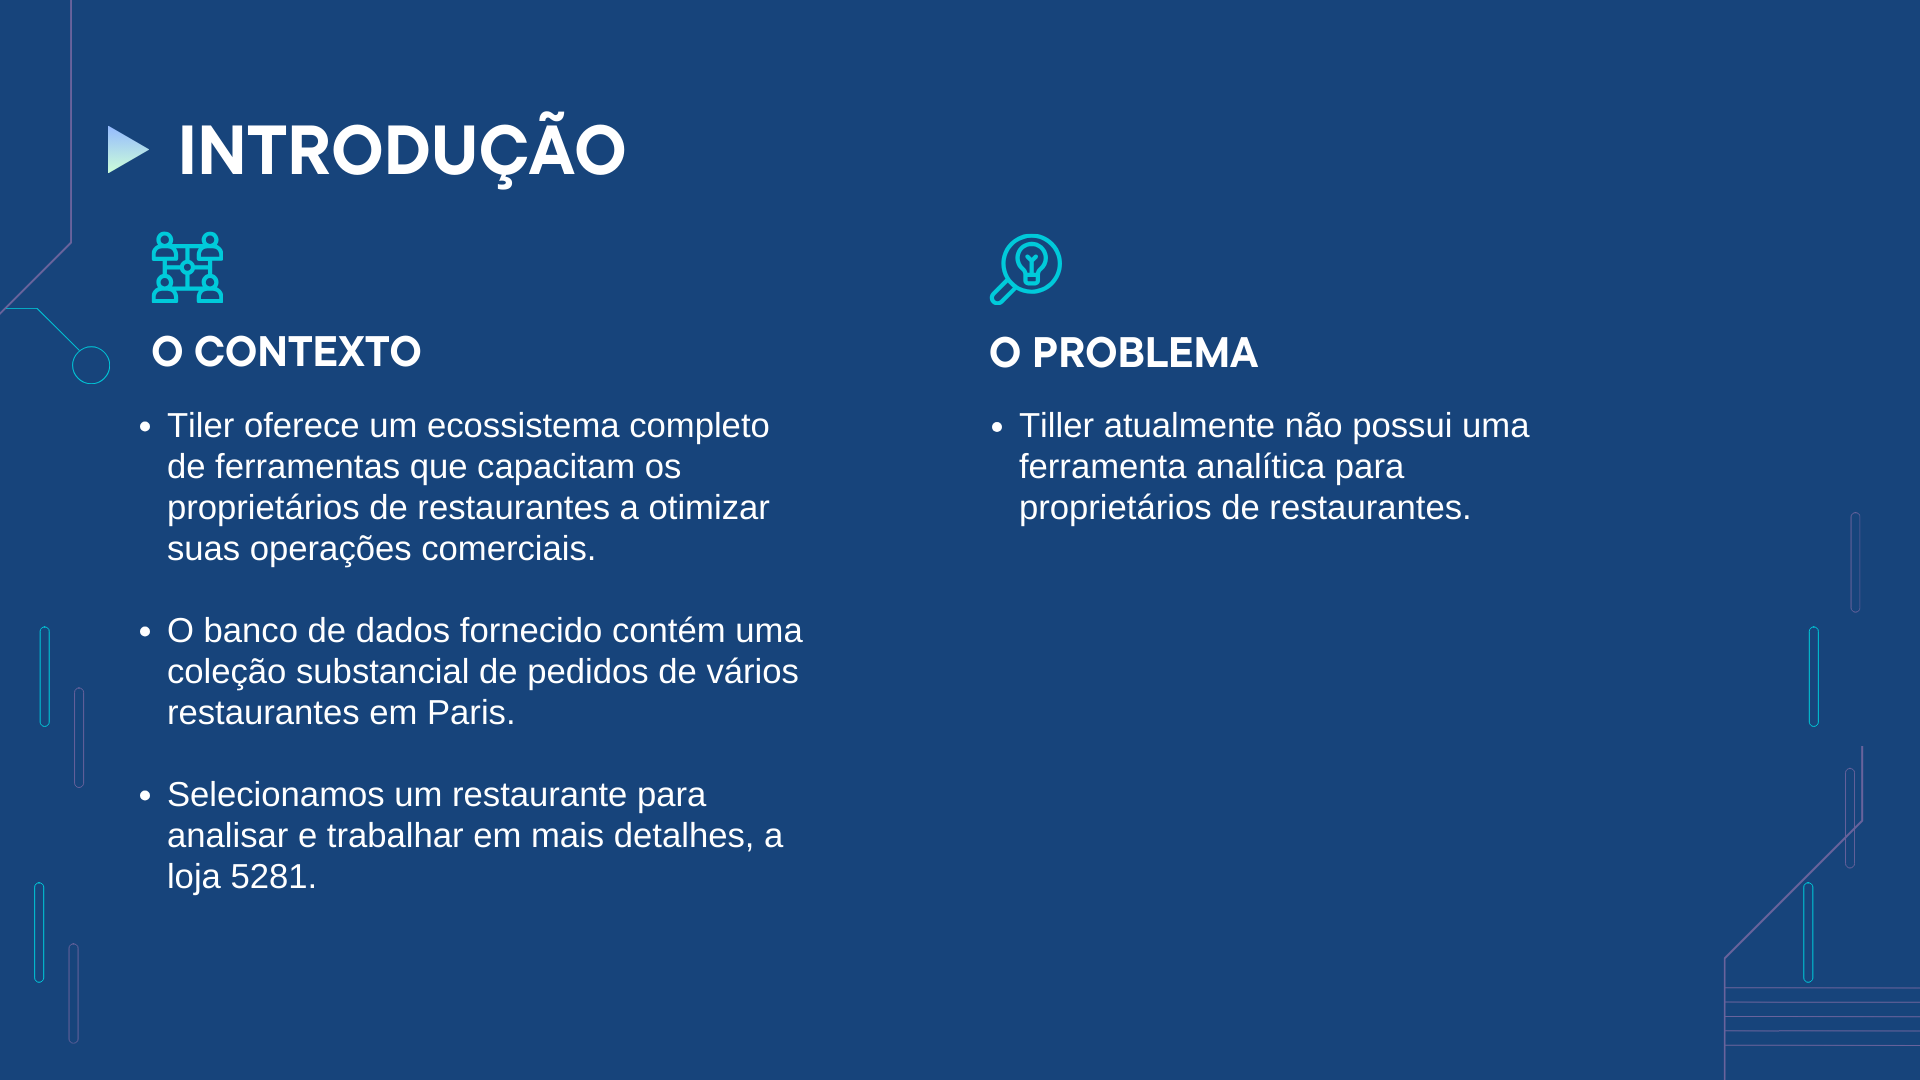 INTRODUÇÃO
O CONTEXTO
• Tiler oferece um ecossistema completo
de ferramentas que capacitam os
proprietários de restaurantes a otimizar
suas operações comerciais.
• O banco de dados fornecido contém uma
coleção substancial de pedidos de vários
restaurantes em Paris.
• Selecionamos um restaurante para
analisar e trabalhar em mais detalhes, a
loja 5281.
O PROBLEMA
• Tiller atualmente não possui uma
ferramenta analítica para
proprietários de restaurantes.